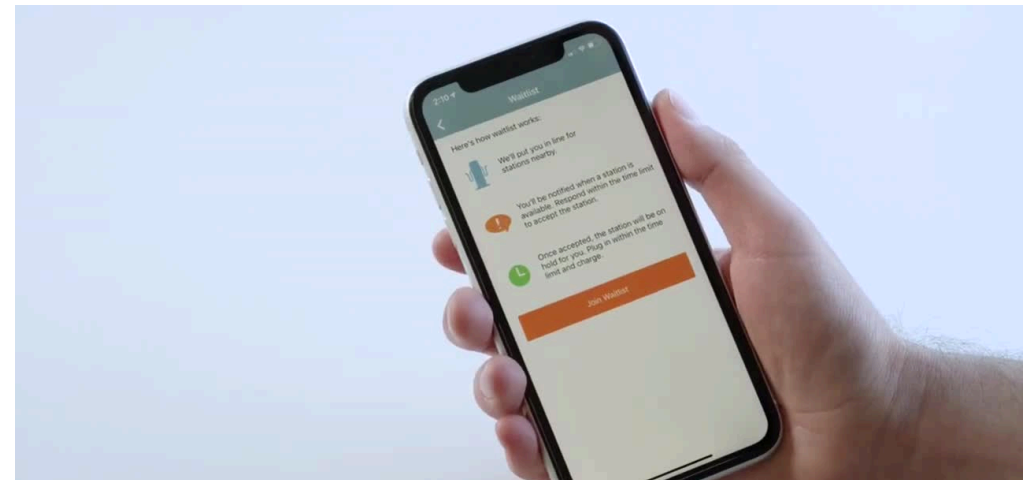 2:10
Waitlist
Here's how waitlist works:
We'll put you in line for
stations nearby.
You'll be notified when a station is
available. Respond within the time limit
to accept the station.
Once accepted, the station will be on
hold for you. Plug in within the time
limit and charge.
Join Waitlist